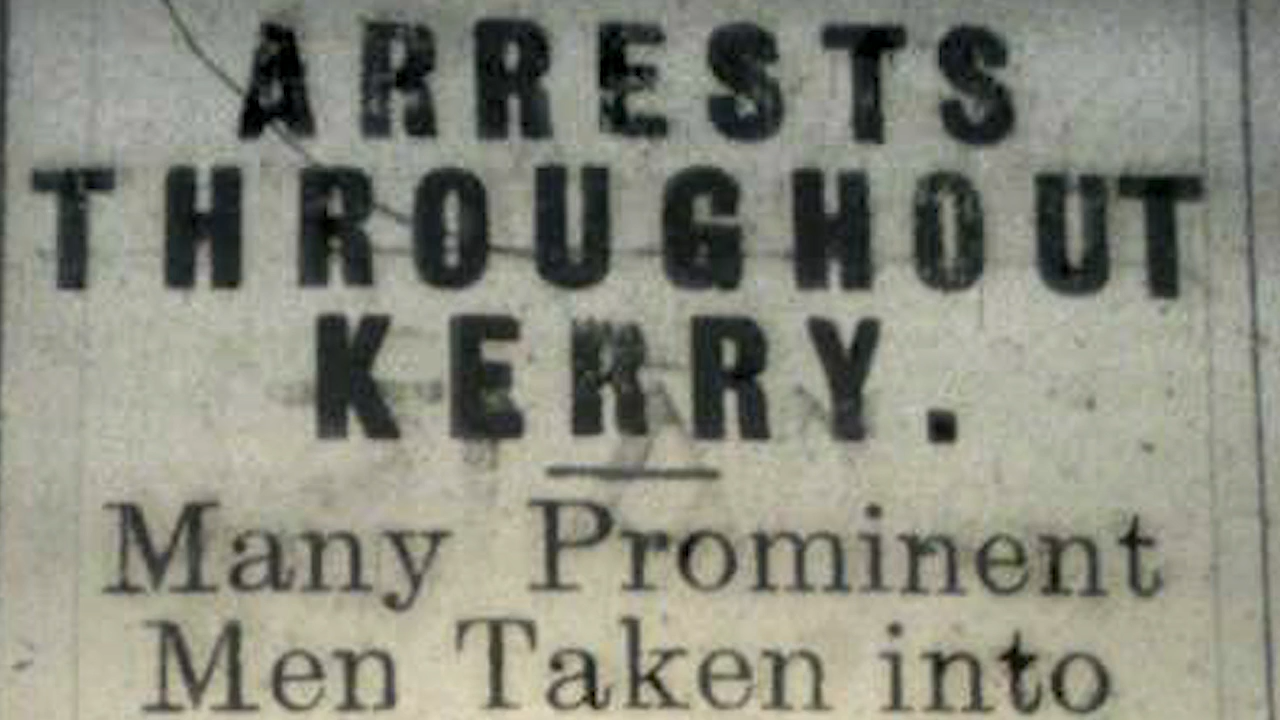 ARRESTS
THROUGHOUT
KERRY.
Many Prominent
Men Taken into